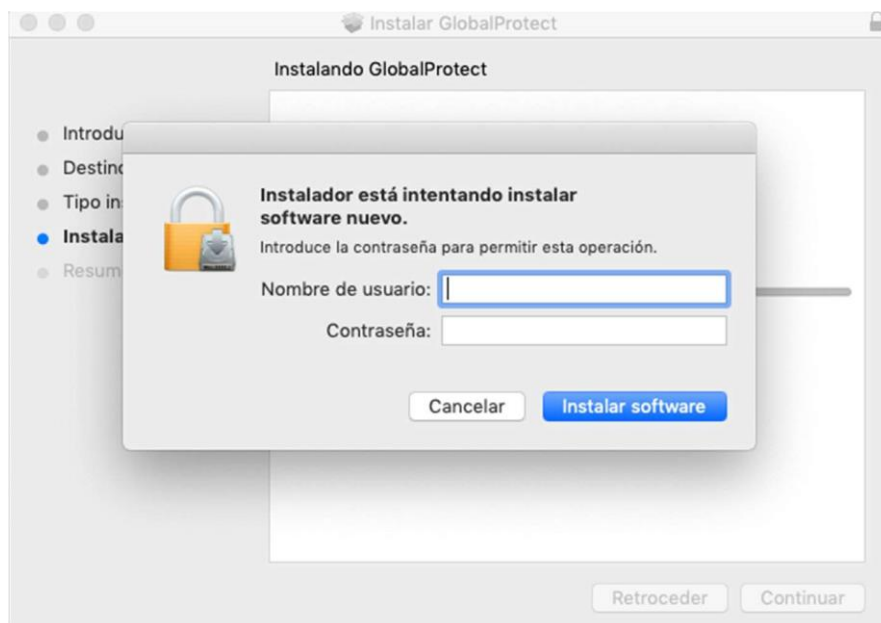 Instalar GlobalProtect
Instalando GlobalProtect
Introdu
Destino
Tipo in
Instala
Resum
Instalador está intentando instalar
software nuevo.
Introduce la contraseña para permitir esta operación.
Nombre de usuario:
Contraseña:
Cancelar
Instalar software
Retroceder
Continuar